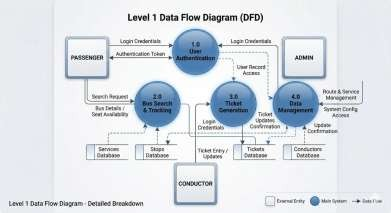 Level 1 Data Flow Diagram (DFD)
Login Credentials
1.0
User
Authentication
Login Credentials
PASSENGER
Authentication Token
ADMIN
User Record
Access
Search Request
Bus Details /
Seet Availability
2.0
Bus Search
& Tracking
3.0
Ticket
Generation
4.0
Data
Management
Route & Service
Management
System Config
Access
Login
Credentials
Ticket
Updates
Confirmation
Update
Confirmation
Services
Database
Stops
Database
Ticket Entry /
Updates
Tickets
Database
Conductors
Database
CONDUCTOR
Level 1 Data Flow Diagram - Detailed Breakdown
External Entity
Main System